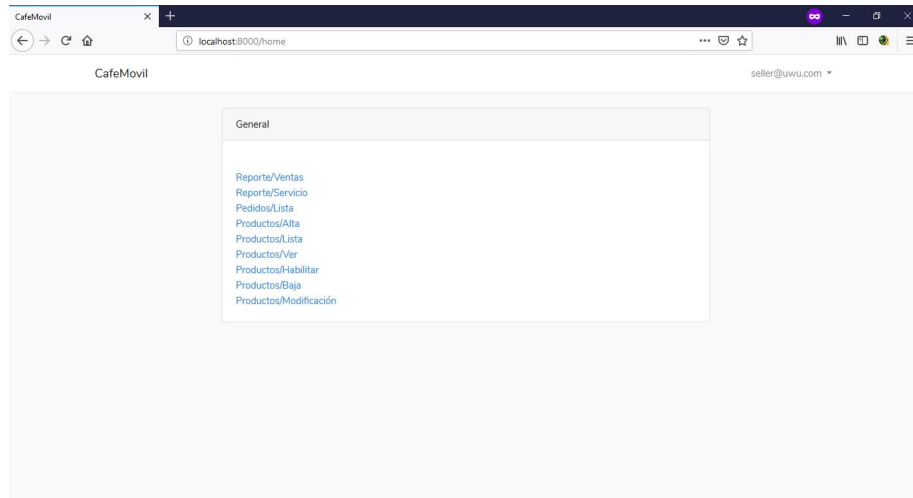 CafeMovil
localhost:8000/home
CafeMovil
seller@uwu.com
General
Reporte/Ventas
Reporte/Servicio
Pedidos/Lista
Productos/Alta
Productos/Lista
Productos/Ver
Productos/Habilitar
Productos/Baja
Productos/Modificación